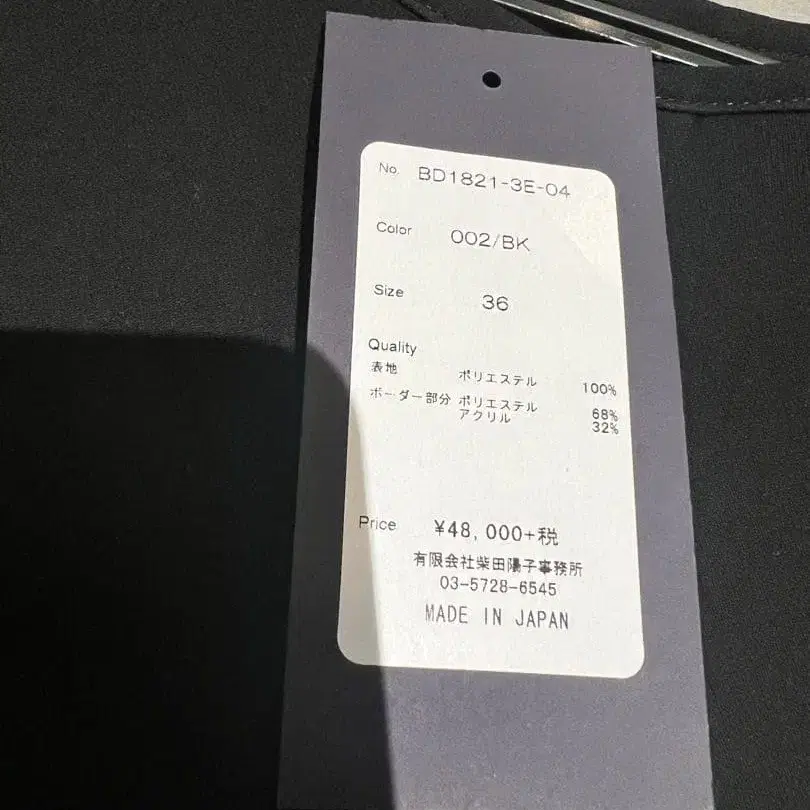 No. BD1821-3E-04
Color 002/BK
Size 36
Quality
表地 ポリエステル 100%
ボーダー部分 ポリエステル 68%
アクリル 32%
Price ¥48,000+税
有限会社柴田陽子事務所
03-5728-6545
MADE IN JAPAN